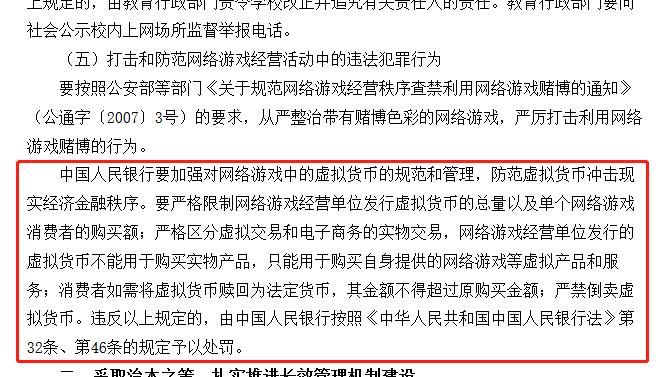 上规定的，由教育行政部门责令学校改正并追究有关责任人的责任。教育行政部门要向
社会公示校内上网场所监督举报电话。
（五）打击和防范网络游戏经营活动中的违法犯罪行为
要按照公安部等部门《关于规范网络游戏经营秩序查禁利用网络游戏赌博的通知》
（公通字〔2007〕3号）的要求，从严整治带有赌博色彩的网络游戏，严厉打击利用网络
游戏赌博的行为。
中国人民银行要加强对网络游戏中的虚拟货币的规范和管理，防范虚拟货币冲击现
实经济金融秩序。要严格限制网络游戏经营单位发行虚拟货币的总量以及单个网络游戏
消费者的购买额；严格区分虚拟交易和电子商务的实物交易，网络游戏经营单位发行的
虚拟货币不能用于购买实物产品，只能用于购买自身提供的网络游戏等虚拟产品和服
务；消费者如需将虚拟货币赎回为法定货币，其金额不得超过原购买金额；严禁倒卖虚
拟货币。违反以上规定的，由中国人民银行按照《中华人民共和国中国人民银行法》第
32条、第46条的规定予以处罚。
二、采取治本之策，扎实推进长效管理机制建设